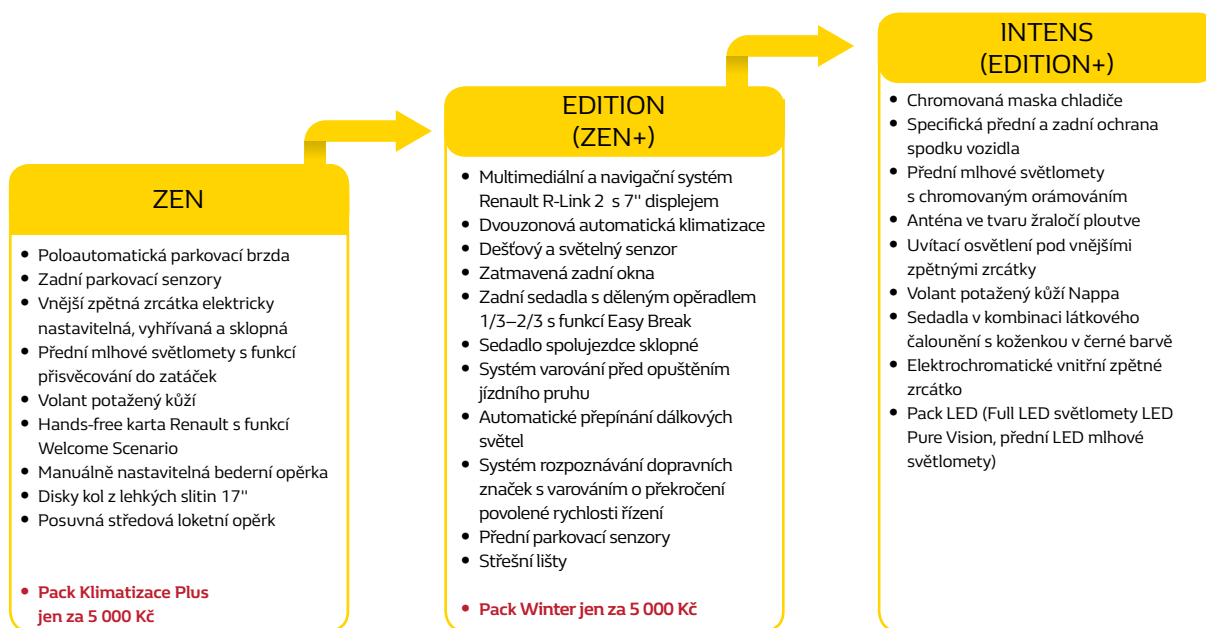 ZEN
• Poloautomatická parkovací brzda
• Zadní parkovací senzory
• Vnější zpětná zrcátka elektricky
nastavitelná, vyhřívaná a sklopná
• Přední mlhové světlomety s funkcí
přisvěcování do zatáček
• Volant potažený kůží
• Hands-free karta Renault s funkcí
Welcome Scenario
• Manuálně nastavitelná bederní opěrka
• Disky kol z lehkých slitin 17"
• Posuvná středová loketní opěrk
• Pack Klimatizace Plus
jen za 5 000 Kč
EDITION
(ZEN+)
• Multimediální a navigační systém
Renault R-Link 2 s 7" displejem
• Dvouzonová automatická klimatizace
• Dešťový a světelný senzor
• Zatmavená zadní okna
• Zadní sedadla s děleným opěradlem
1/3–2/3 s funkcí Easy Break
• Sedadlo spolujezdce sklopné
• Systém varování před opuštěním
jízdního pruhu
• Automatické přepínání dálkových
světel
• Systém rozpoznávání dopravních
značek s varováním o překročení
povolené rychlosti řízení
• Přední parkovací senzory
• Střešní lišty
• Pack Winter jen za 5 000 Kč
INTENS
(EDITION+)
• Chromovaná maska chladiče
• Specifická přední a zadní ochrana
spodku vozidla
• Přední mlhové světlomety
s chromovaným orámováním
• Anténa ve tvaru žraločí ploutve
• Uvítací osvětlení pod vnějšími
zpětnými zrcátky
• Volant potažený kůží Nappa
• Sedadla v kombinaci látkového
čalounění s koženkou v černé barvě
• Elektrochromatické vnitřní zpětné
zrcátko
• Pack LED (Full LED světlomety LED
Pure Vision, přední LED mlhové
světlomety)